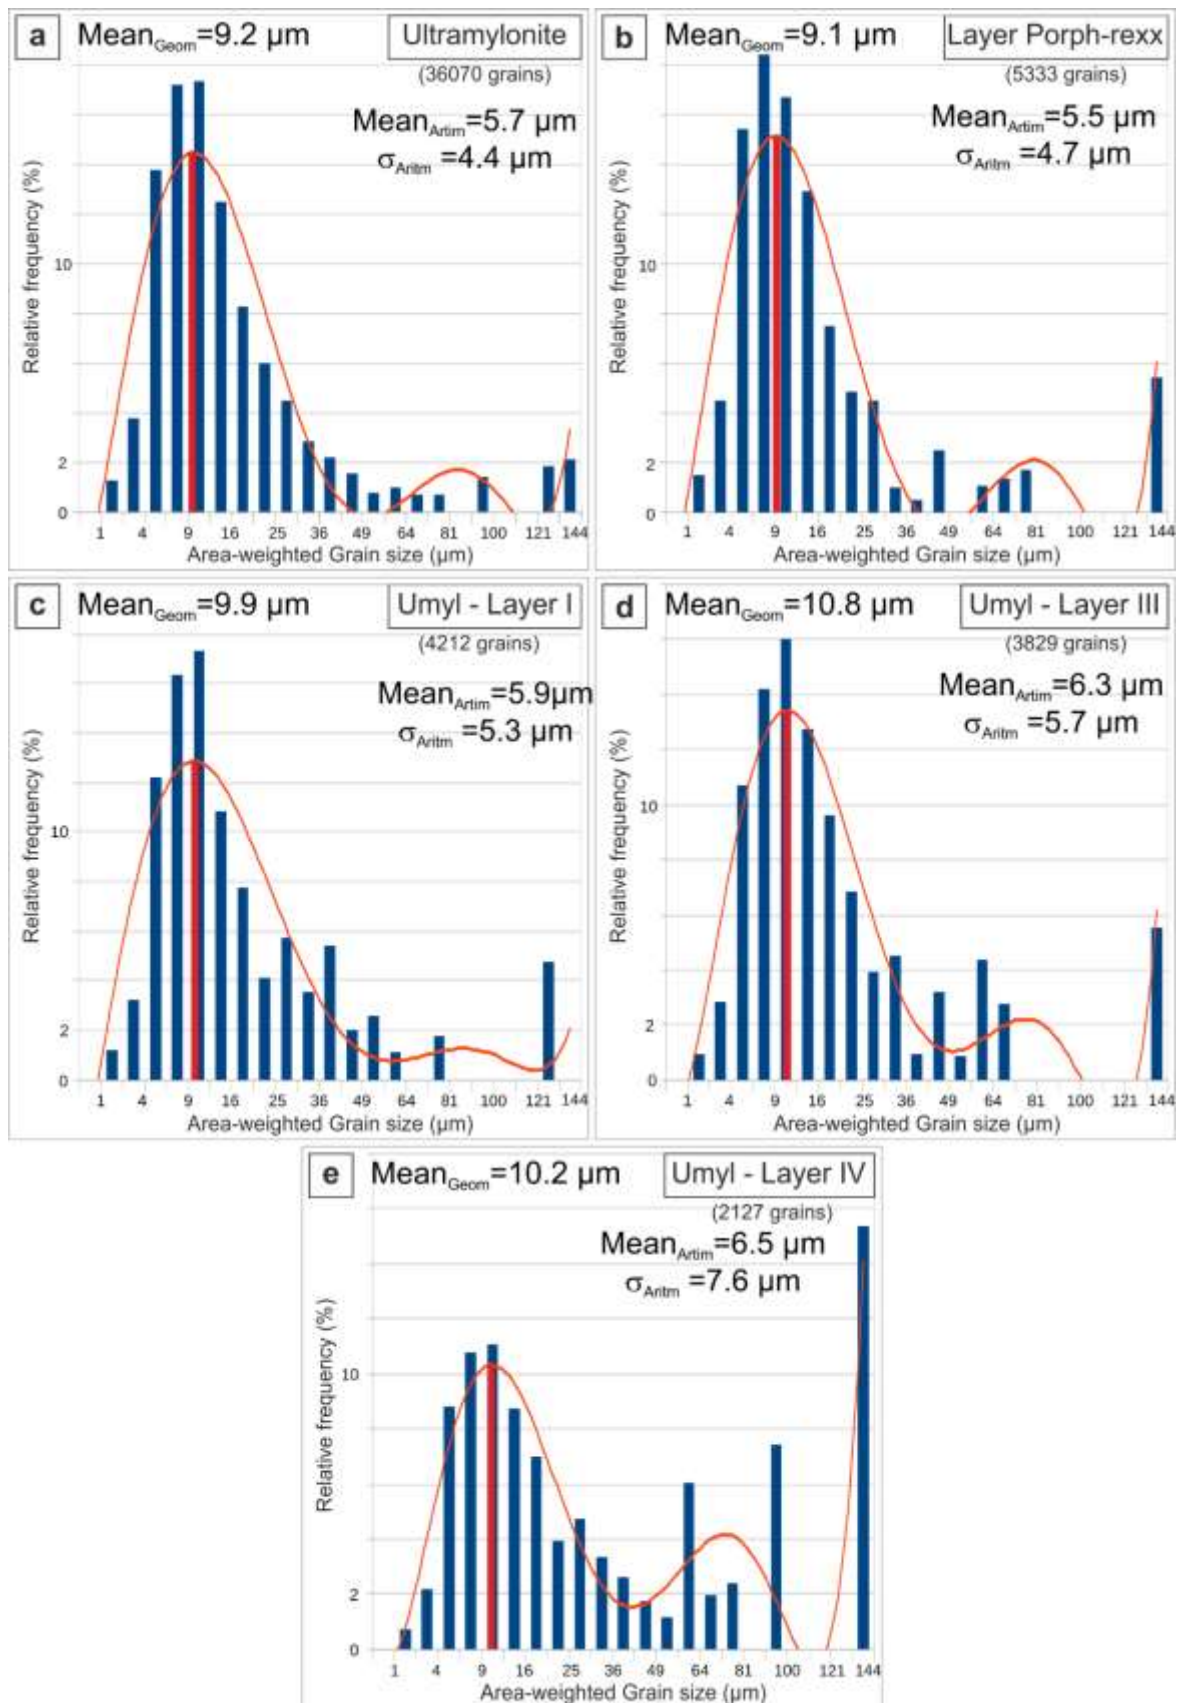 a Mean_Geom=9.2 µm Ultramylonite
(36070 grains)
Mean_Artim=5.7 µm
σ_Aritm =4.4 µm
Relative frequency (%)
10
2
0
1 4 9 16 25 36 49 64 81 100 121 144
Area-weighted Grain size (µm)
b Mean_Geom=9.1 µm Layer Porph-rexx
(5333 grains)
Mean_Artim=5.5 µm
σ_Aritm =4.7 µm
Relative frequency (%)
10
2
0
1 4 9 16 25 36 49 64 81 100 121 144
Area-weighted Grain size (µm)
c Mean_Geom=9.9 µm Umyl - Layer I
(4212 grains)
Mean_Artim=5.9µm
σ_Aritm =5.3 µm
Relative frequency (%)
10
2
0
1 4 9 16 25 36 49 64 81 100 121 144
Area-weighted Grain size (µm)
d Mean_Geom=10.8 µm Umyl - Layer III
(3829 grains)
Mean_Artim=6.3 µm
σ_Aritm =5.7 µm
Relative frequency (%)
10
2
0
1 4 9 16 25 36 49 64 81 100 121 144
Area-weighted Grain size (µm)
e Mean_Geom=10.2 µm Umyl - Layer IV
(2127 grains)
Mean_Artim=6.5 µm
σ_Aritm =7.6 µm
Relative frequency (%)
10
2
0
1 4 9 16 25 36 49 64 81 100 121 144
Area-weighted Grain size (µm)